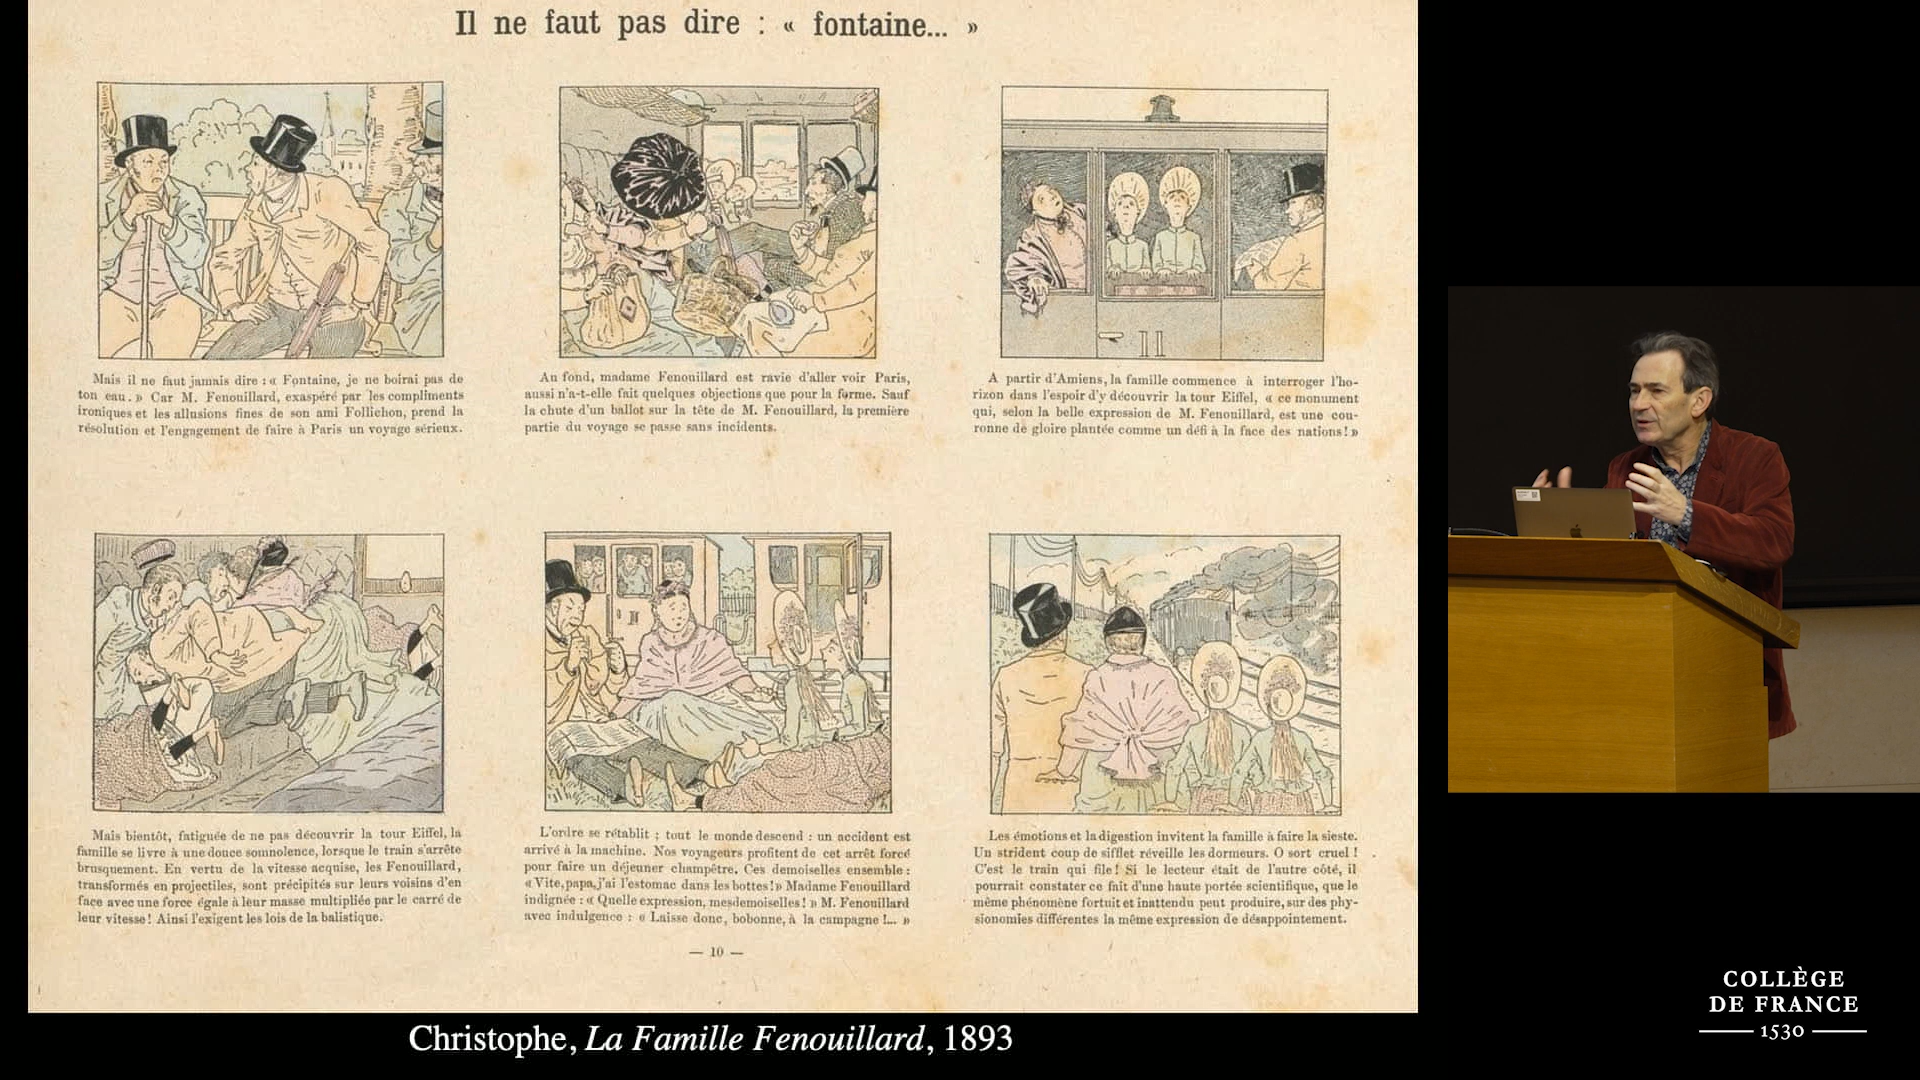 Il ne faut pas dire : « fontaine... »
Mais il ne faut jamais dire : « Fontaine, je ne boirai pas de
ton eau. » Car M. Fenouillard, exaspéré par les compliments
ironiques et les allusions fines de son ami Follichon, prend la
résolution et l'engagement de faire à Paris un voyage sérieux.
Au fond, madame Fenouillard est ravie d'aller voir Paris,
aussi n'a-t-elle fait quelques objections que pour la forme. Sauf
la chute d'un ballot sur la tête de M. Fenouillard, la première
partie du voyage se passe sans incidents.
A partir d'Amiens, la famille commence à interroger l'ho-
rizon dans l'espoir d'y découvrir la tour Eiffel, « ce monument
qui, selon la belle expression de M. Fenouillard, est une cou-
ronne de gloire plantée comme un défi à la face des nations ! »
Mais bientôt, fatiguée de ne pas découvrir la tour Eiffel, la
famille se livre à une douce somnolence, lorsque le train s'arrête
brusquement. En vertu de la vitesse acquise, les Fenouillard,
transformés en projectiles, sont précipités sur leurs voisins d'en
face avec une force égale à leur masse multipliée par le carré de
leur vitesse ! Ainsi l'exigent les lois de la balistique.
L'ordre se rétablit ; tout le monde descend : un accident est
arrivé à la machine. Nos voyageurs profitent de cet arrêt forcé
pour faire un déjeuner champêtre. Ces demoiselles ensemble :
« Vite, papa, j'ai l'estomac dans les bottes ! » Madame Fenouillard
indignée : « Quelle expression, mesdemoiselles ! » M. Fenouillard
avec indulgence : « Laisse donc, bobonne, à la campagne !... »
Les émotions et la digestion invitent la famille à faire la sieste.
Un strident coup de sifflet réveille les dormeurs. O sort cruel !
C'est le train qui file ! Si le lecteur était de l'autre côté, il
pourrait constater ce fait d'une haute portée scientifique, que le
même phénomène fortuit et inattendu peut produire, sur des phy-
sionomies différentes la même expression de désappointement.
— 10 —
Christophe, La Famille Fenouillard, 1893
COLLÈGE
DE FRANCE
1530